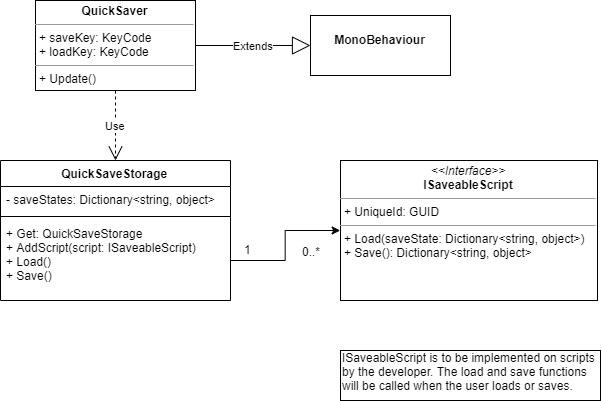 QuickSaver
+ saveKey: KeyCode
+ loadKey: KeyCode
+ Update()
Extends
MonoBehaviour
Use
QuickSaveStorage
- saveStates: Dictionary<string, object>
+ Get: QuickSaveStorage
+ AddScript(script: ISaveableScript)
+ Load()
+ Save()
1
0..*
<<Interface>>
ISaveableScript
+ UniqueId: GUID
+ Load(saveState: Dictionary<string, object>)
+ Save(): Dictionary<string, object>
ISaveableScript is to be implemented on scripts
by the developer. The load and save functions
will be called when the user loads or saves.